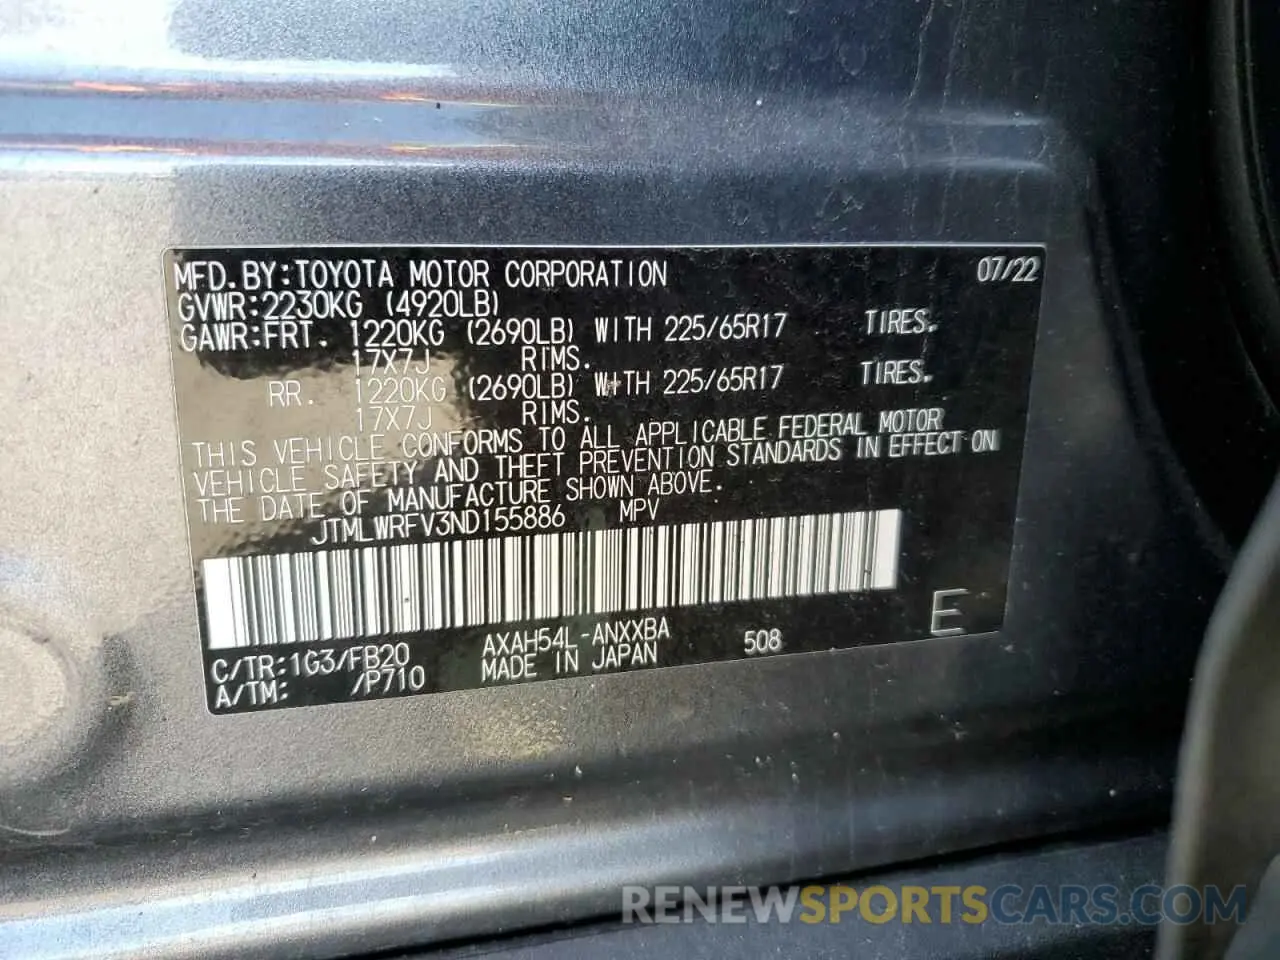 MFD.BY:TOYOTA MOTOR CORPORATION 07/22
GVWR:2230KG (4920LB)
GAWR:FRT. 1220KG (2690LB) WITH 225/65R17 TIRES.
17X7J RIMS.
RR. 1220KG (2690LB) WITH 225/65R17 TIRES.
17X7J RIMS.
THIS VEHICLE CONFORMS TO ALL APPLICABLE FEDERAL MOTOR
VEHICLE SAFETY AND THEFT PREVENTION STANDARDS IN EFFECT ON
THE DATE OF MANUFACTURE SHOWN ABOVE.
JTMLWRFV3ND155886 MPV
E
C/TR:1G3/FB20 AXAH54L-ANXXBA 508
A/TM: /P710 MADE IN JAPAN
RENEWSPORTSCARS.COM